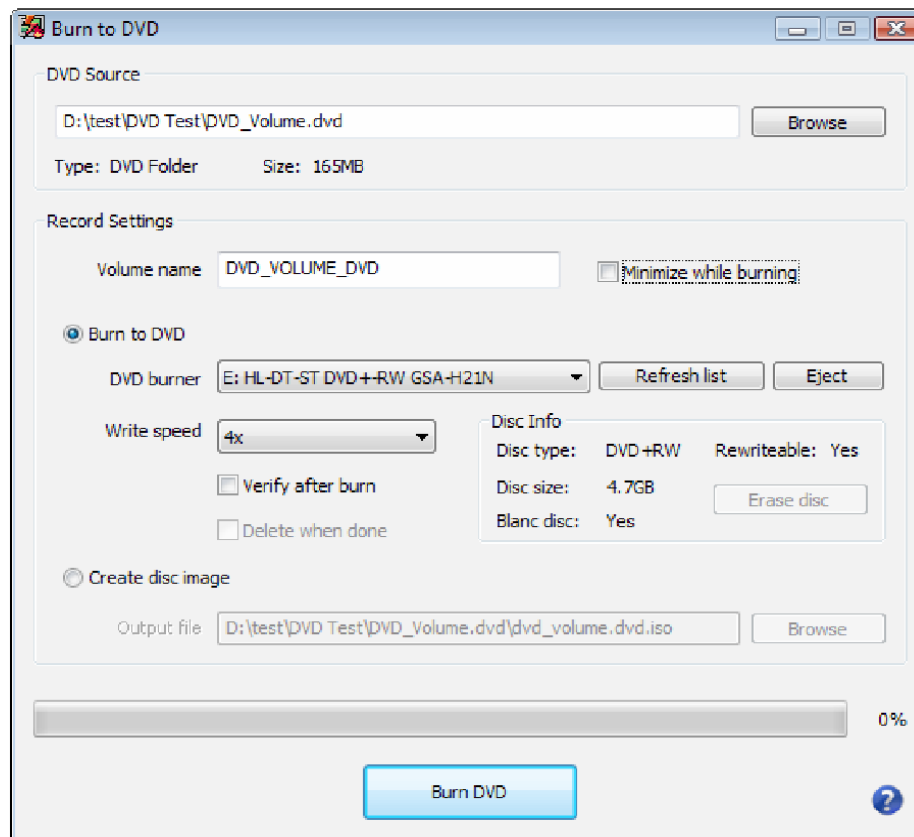 Burn to DVD
DVD Source
D:\test\DVD Test\DVD_Volume.dvd
Browse
Type: DVD Folder Size: 165MB
Record Settings
Volume name DVD_VOLUME_DVD Minimize while burning
Burn to DVD
DVD burner E: HL-DT-ST DVD+-RW GSA-H21N Refresh list Eject
Write speed 4x
Disc Info
Disc type: DVD+RW Rewriteable: Yes
Verify after burn
Disc size: 4.7GB
Erase disc
Delete when done
Blanc disc: Yes
Create disc image
Output file D:\test\DVD Test\DVD_Volume.dvd\dvd_volume.dvd.iso Browse
0%
Burn DVD
?